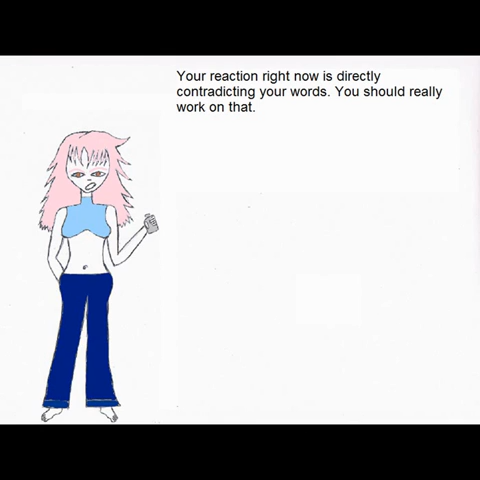 Your reaction right now is directly
contradicting your words. You should really
work on that.